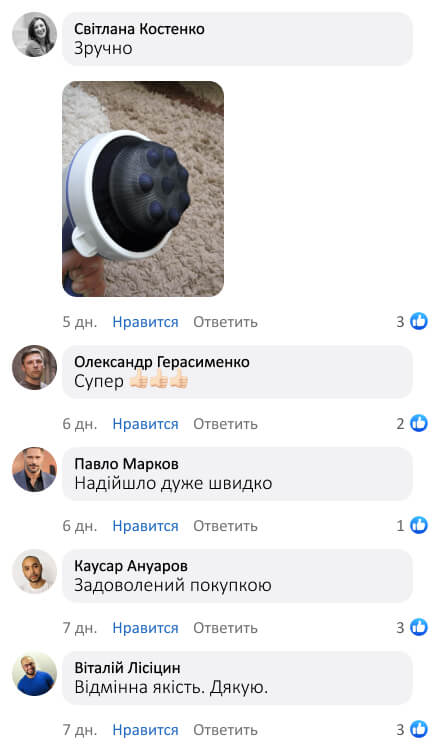 Світлана Костенко
Зручно
5 дн. Нравится Ответить 3
Олександр Герасименко
Супер 👍🏻👍🏻👍🏻
6 дн. Нравится Ответить 2
Павло Марков
Надійшло дуже швидко
6 дн. Нравится Ответить 1
Каусар Ануаров
Задоволений покупкою
7 дн. Нравится Ответить 3
Віталій Лісіцин
Відмінна якість. Дякую.
7 дн. Нравится Ответить 3